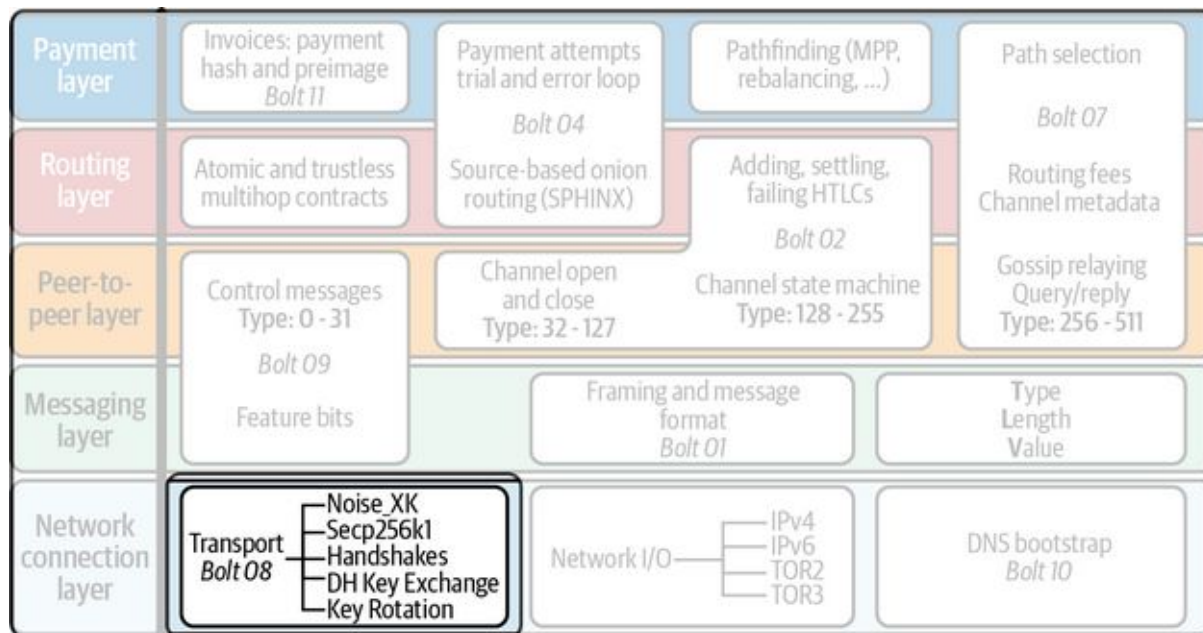 Payment
layer
Invoices: payment
hash and preimage
Bolt 11
Payment attempts
trial and error loop
Bolt 04
Source-based onion
routing (SPHINX)
Pathfinding (MPP,
rebalancing, ...)
Path selection
Bolt 07
Routing fees
Channel metadata
Gossip relaying
Query/reply
Type: 256 - 511
Routing
layer
Atomic and trustless
multihop contracts
Adding, settling,
failing HTLCs
Bolt 02
Channel state machine
Type: 128 - 255
Peer-to-
peer layer
Control messages
Type: 0 - 31
Bolt 09
Feature bits
Channel open
and close
Type: 32 - 127
Messaging
layer
Framing and message
format
Bolt 01
Type
Length
Value
Network
connection
layer
Transport
Bolt 08
Noise_XK
Secp256k1
Handshakes
DH Key Exchange
Key Rotation
Network I/O
IPv4
IPv6
TOR2
TOR3
DNS bootstrap
Bolt 10